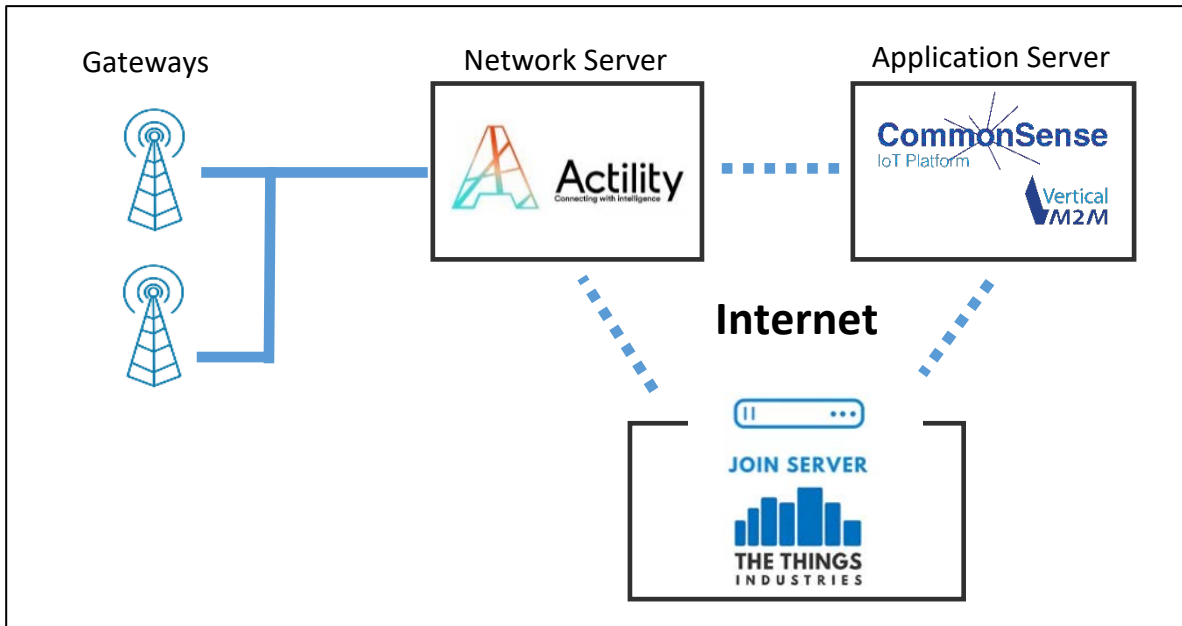 Gateways
Network Server
Application Server
Actility
Connecting with intelligence
CommonSense
IoT Platform
Vertical
M2M
Internet
JOIN SERVER
THE THINGS
INDUSTRIES